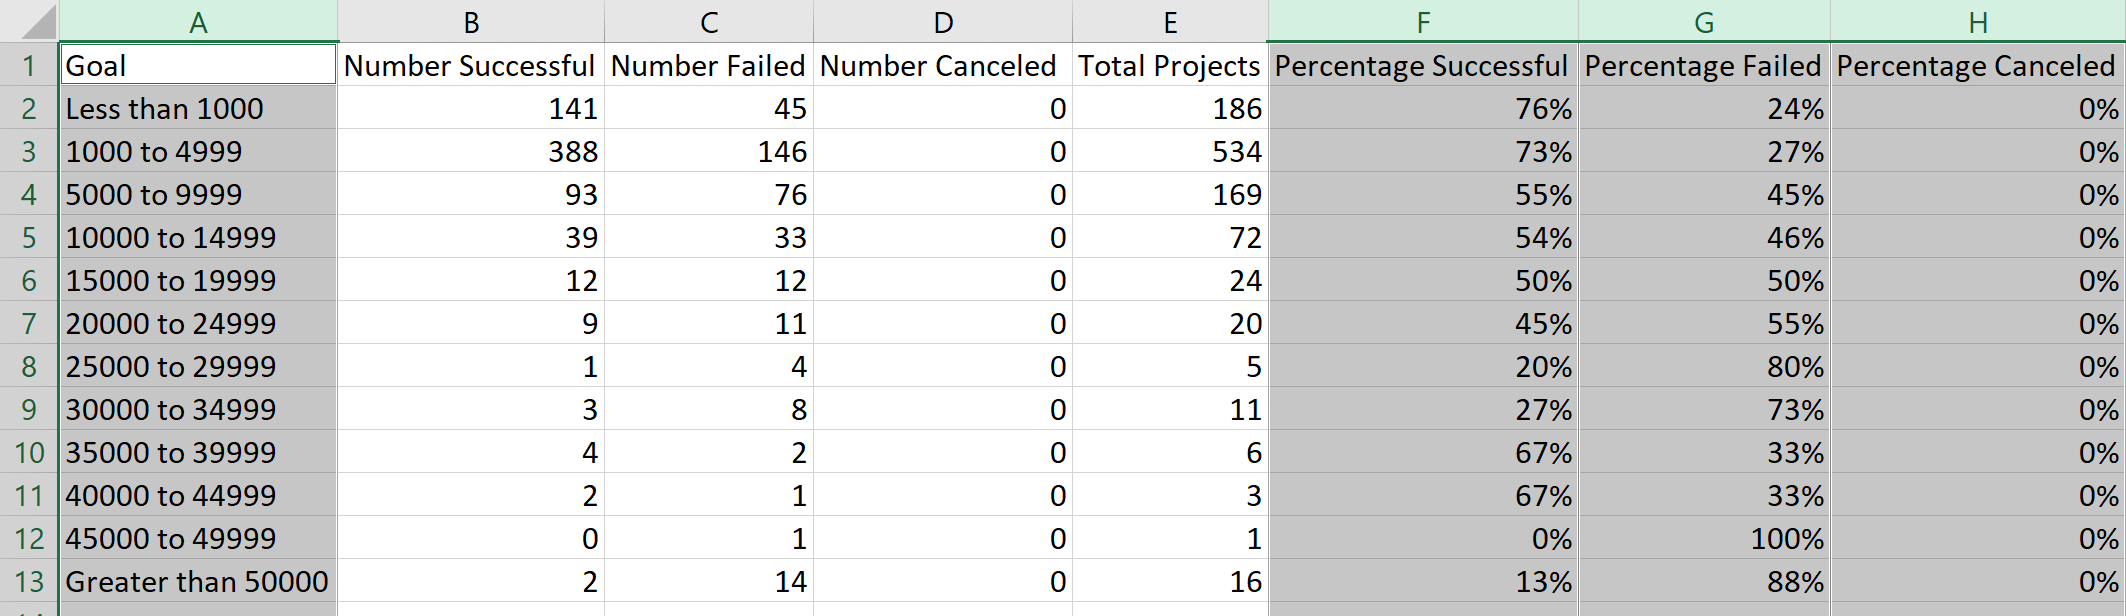 A B C D E F G H
1 Goal Number Successful Number Failed Number Canceled Total Projects Percentage Successful Percentage Failed Percentage Canceled
2 Less than 1000 141 45 0 186 76% 24% 0%
3 1000 to 4999 388 146 0 534 73% 27% 0%
4 5000 to 9999 93 76 0 169 55% 45% 0%
5 10000 to 14999 39 33 0 72 54% 46% 0%
6 15000 to 19999 12 12 0 24 50% 50% 0%
7 20000 to 24999 9 11 0 20 45% 55% 0%
8 25000 to 29999 1 4 0 5 20% 80% 0%
9 30000 to 34999 3 8 0 11 27% 73% 0%
10 35000 to 39999 4 2 0 6 67% 33% 0%
11 40000 to 44999 2 1 0 3 67% 33% 0%
12 45000 to 49999 0 1 0 1 0% 100% 0%
13 Greater than 50000 2 14 0 16 13% 88% 0%